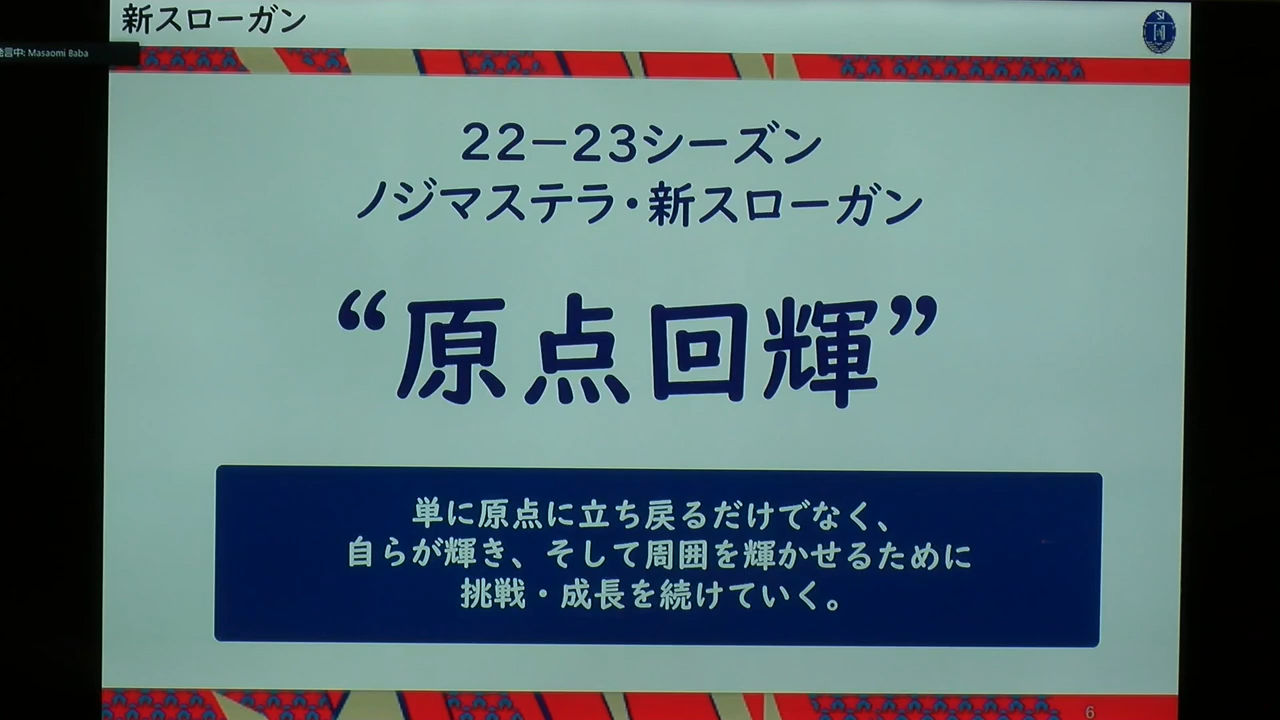 新スローガン
発言中: Masaomi Baba
22−23シーズン
ノジマステラ・新スローガン
“原点回輝”
単に原点に立ち戻るだけでなく、
自らが輝き、そして周囲を輝かせるために
挑戦・成長を続けていく。
6